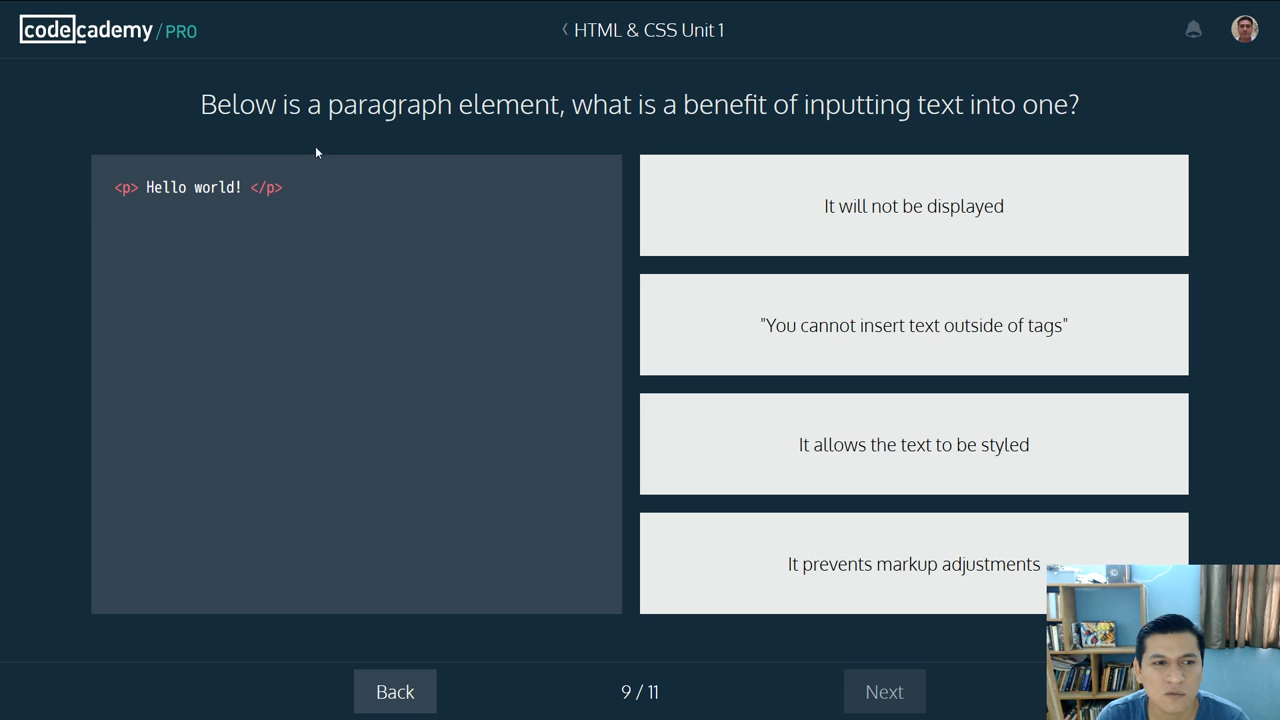 codecademy/PRO
〈 HTML & CSS Unit 1
Below is a paragraph element, what is a benefit of inputting text into one?
<p> Hello world! </p>
It will not be displayed
"You cannot insert text outside of tags"
It allows the text to be styled
It prevents markup adjustments
Back
9 / 11
Next